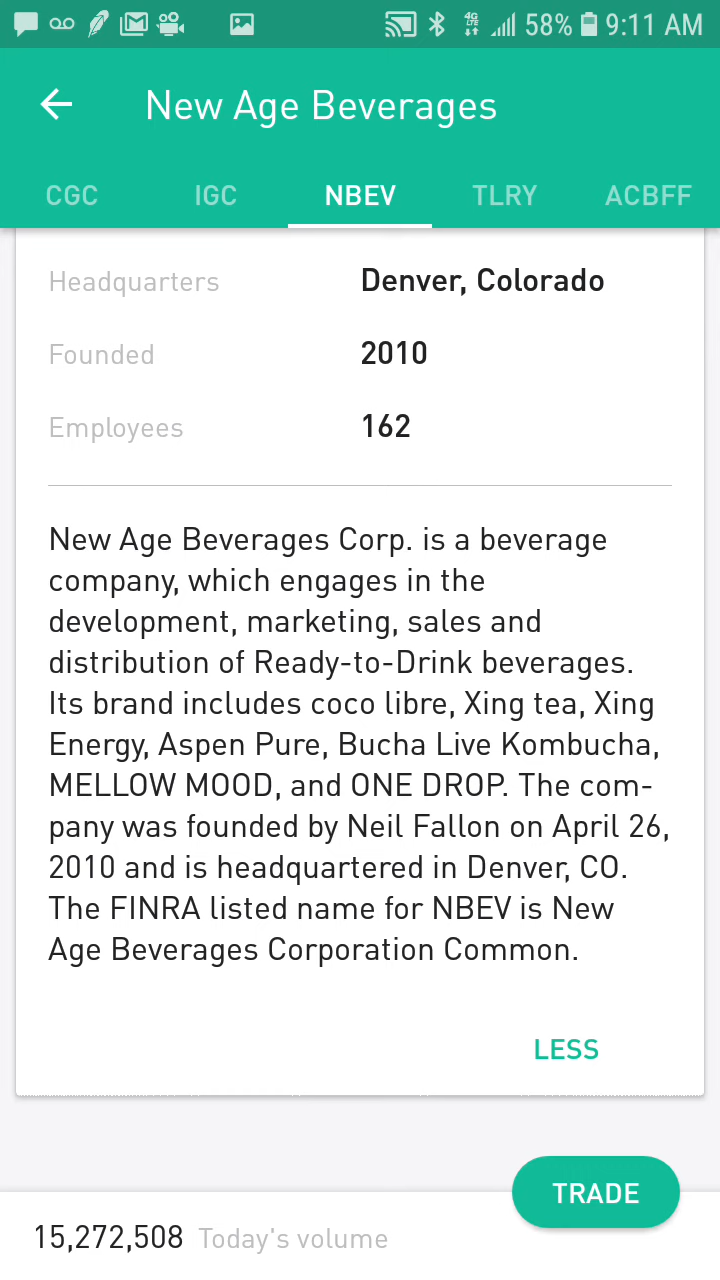 4G LTE 58% 9:11 AM
New Age Beverages
CGC IGC NBEV TLRY ACBFF
Headquarters Denver, Colorado
Founded 2010
Employees 162
New Age Beverages Corp. is a beverage
company, which engages in the
development, marketing, sales and
distribution of Ready-to-Drink beverages.
Its brand includes coco libre, Xing tea, Xing
Energy, Aspen Pure, Bucha Live Kombucha,
MELLOW MOOD, and ONE DROP. The com-
pany was founded by Neil Fallon on April 26,
2010 and is headquartered in Denver, CO.
The FINRA listed name for NBEV is New
Age Beverages Corporation Common.
LESS
TRADE
15,272,508 Today's volume